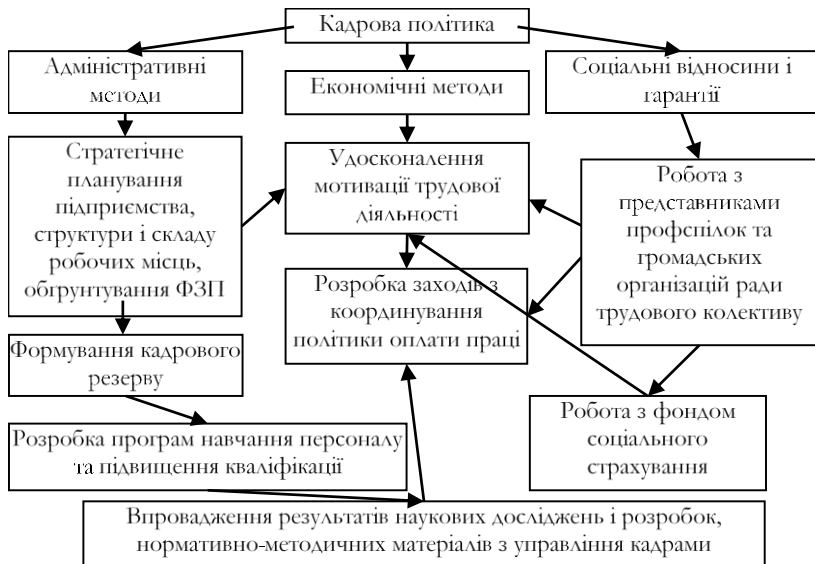 Кадрова політика
Адміністративні
методи
Економічні методи
Соціальні відносини і
гарантії
Стратегічне
планування
підприємства,
структури і складу
робочих місць,
обґрунтування ФЗП
Удосконалення
мотивації трудової
діяльності
Робота з
представниками
профспілок та
громадських
організацій ради
трудового колективу
Розробка заходів з
координування
політики оплати праці
Формування кадрового
резерву
Робота з фондом
соціального
страхування
Розробка програм навчання персоналу
та підвищення кваліфікації
Впровадження результатів наукових досліджень і розробок,
нормативно-методичних матеріалів з управління кадрами